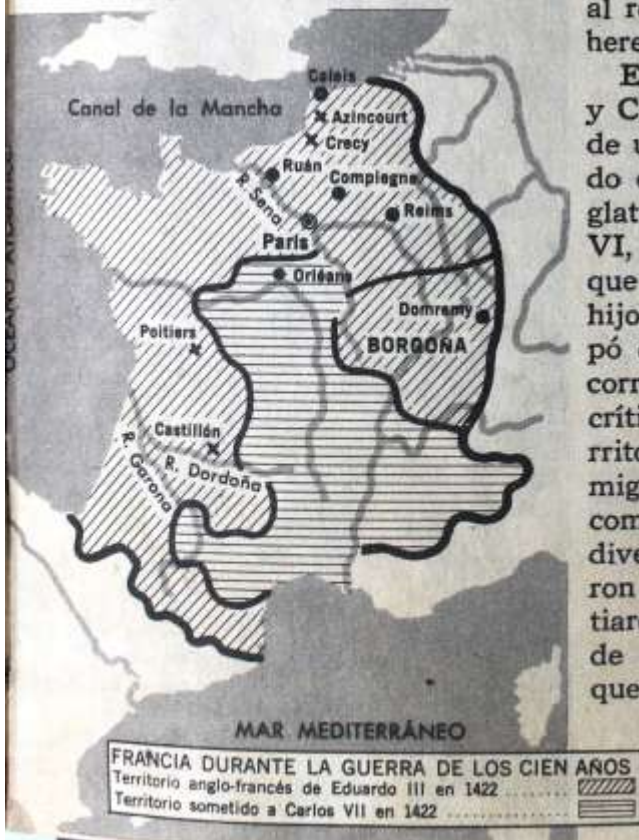 al r
here
E
y C
de u
do
glat
VI,
que
hijo
pó
corr
críti
rrito
mig
com
dive
ron
tiar
de
que
Calais
Canal de la Mancha
Azincourt
Crecy
Ruán
Compiegne
R. Sena
Reims
París
Orléans
Domremy
Poitiers
BORGOÑA
Castillón
R. Dordoña
R. Garona
MAR MEDITERRÁNEO
FRANCIA DURANTE LA GUERRA DE LOS CIEN AÑOS
Territorio anglo-francés de Eduardo III en 1422
Territorio sometido a Carlos VII en 1422